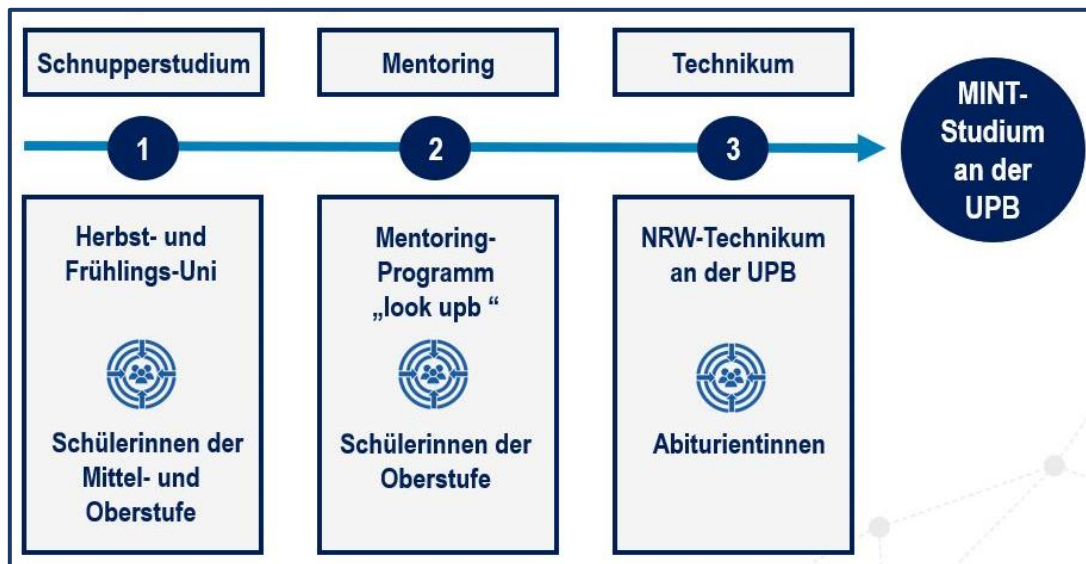 Schnupperstudium
Mentoring
Technikum
1
2
3
MINT-
Studium
an der
UPB
Herbst- und
Frühlings-Uni
Schülerinnen der
Mittel- und
Oberstufe
Mentoring-
Programm
„look upb “
Schülerinnen der
Oberstufe
NRW-Technikum
an der UPB
Abiturientinnen